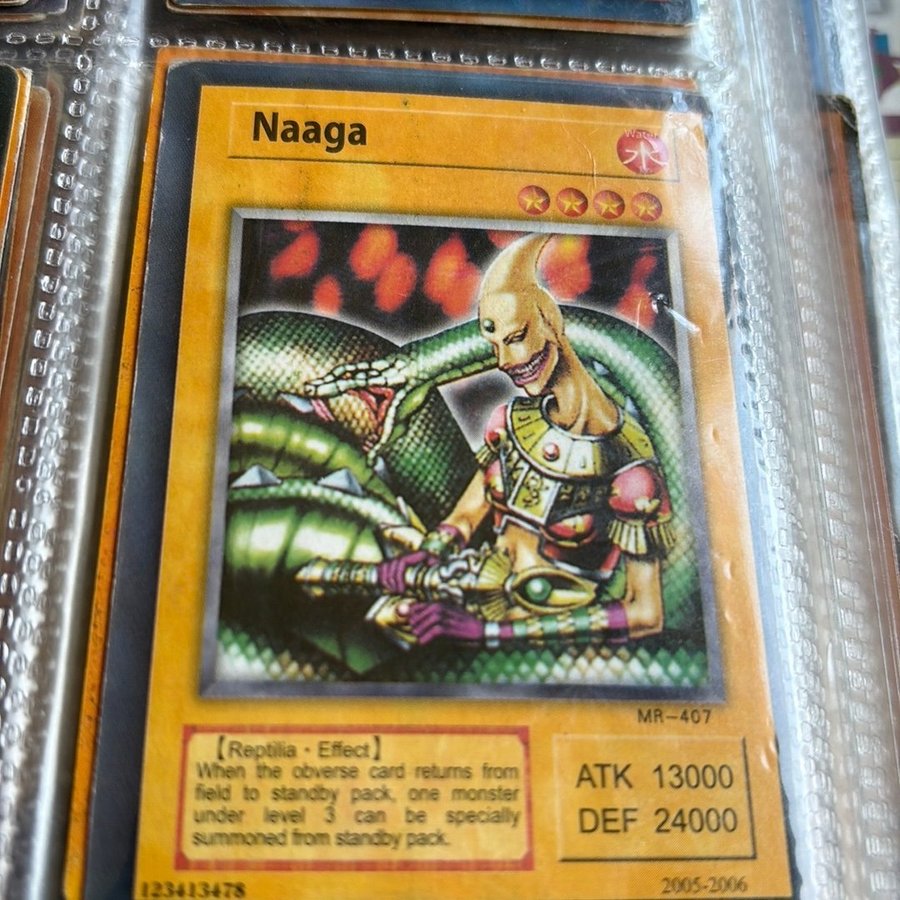 Naaga
Water
水
MR-407
【Reptilia · Effect】
When the obverse card returns from
field to standby pack, one monster
under level 3 can be specially
summoned from standby pack.
ATK 13000
DEF 24000
123413478
2005-2006